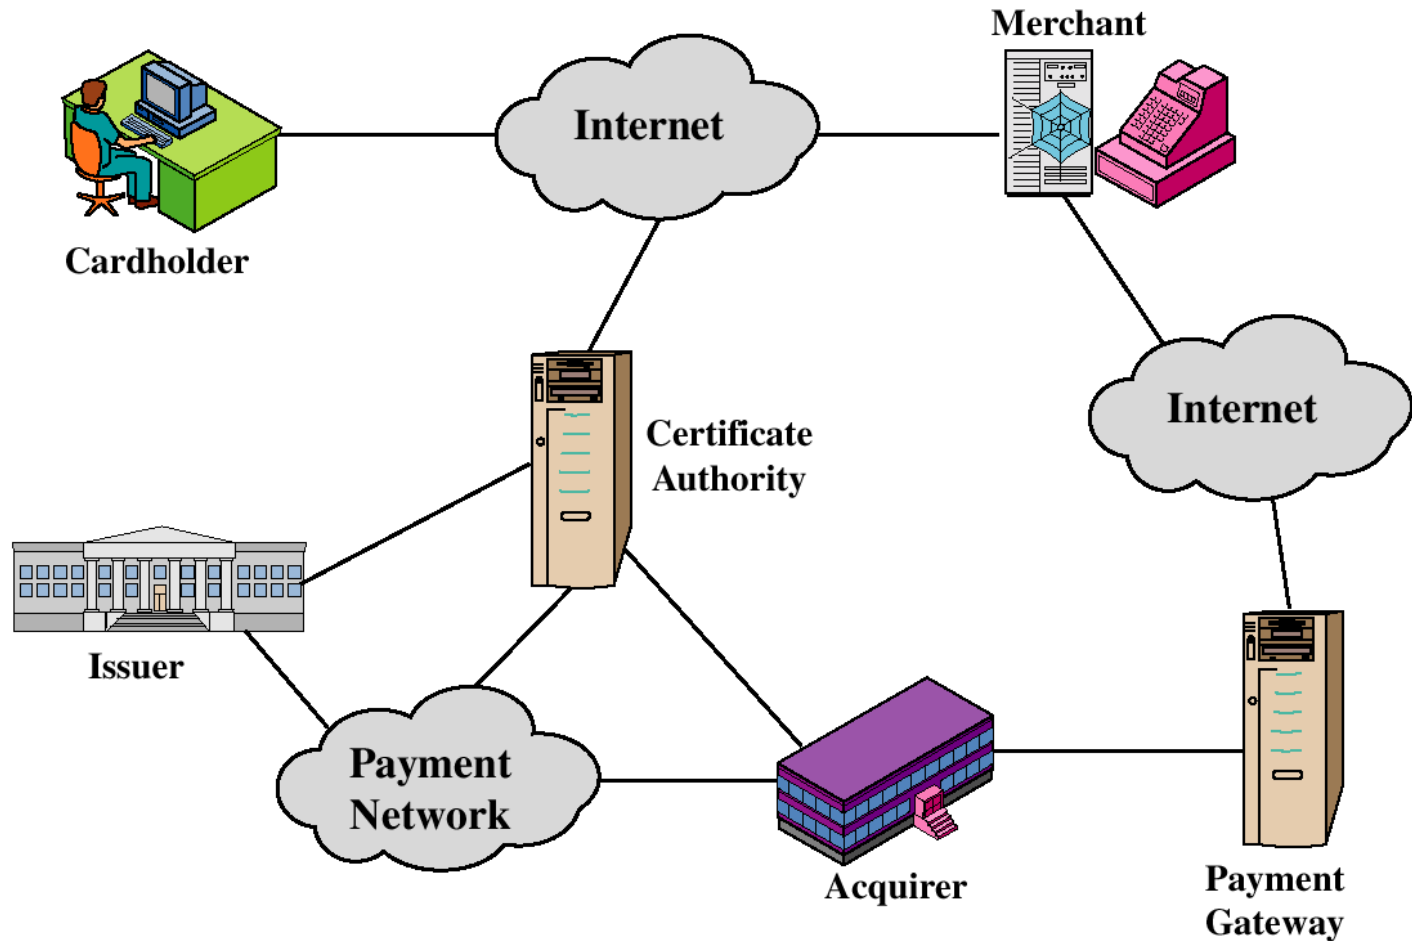 Merchant
Internet
Cardholder
Certificate
Authority
Internet
Issuer
Payment
Network
Acquirer
Payment
Gateway